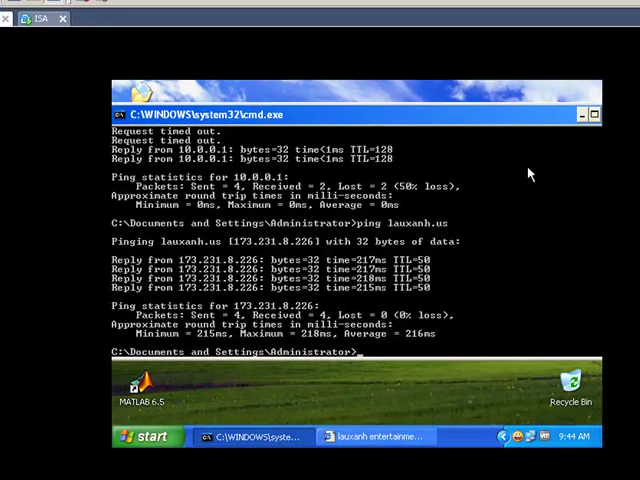 ISA
C:\WINDOWS\system32\cmd.exe
Request timed out.
Request timed out.
Reply from 10.0.0.1: bytes=32 time<1ms TTL=128
Reply from 10.0.0.1: bytes=32 time<1ms TTL=128
Ping statistics for 10.0.0.1:
Packets: Sent = 4, Received = 2, Lost = 2 (50% loss),
Approximate round trip times in milli-seconds:
Minimum = 0ms, Maximum = 0ms, Average = 0ms
C:\Documents and Settings\Administrator>ping lauxanh.us
Pinging lauxanh.us [173.231.8.226] with 32 bytes of data:
Reply from 173.231.8.226: bytes=32 time=217ms TTL=50
Reply from 173.231.8.226: bytes=32 time=217ms TTL=50
Reply from 173.231.8.226: bytes=32 time=218ms TTL=50
Reply from 173.231.8.226: bytes=32 time=215ms TTL=50
Ping statistics for 173.231.8.226:
Packets: Sent = 4, Received = 4, Lost = 0 (0% loss),
Approximate round trip times in milli-seconds:
Minimum = 215ms, Maximum = 218ms, Average = 216ms
C:\Documents and Settings\Administrator>_
MATLAB 6.5
Recycle Bin
start
C:\WINDOWS\syste...
lauxanh entertainme...
9:44 AM